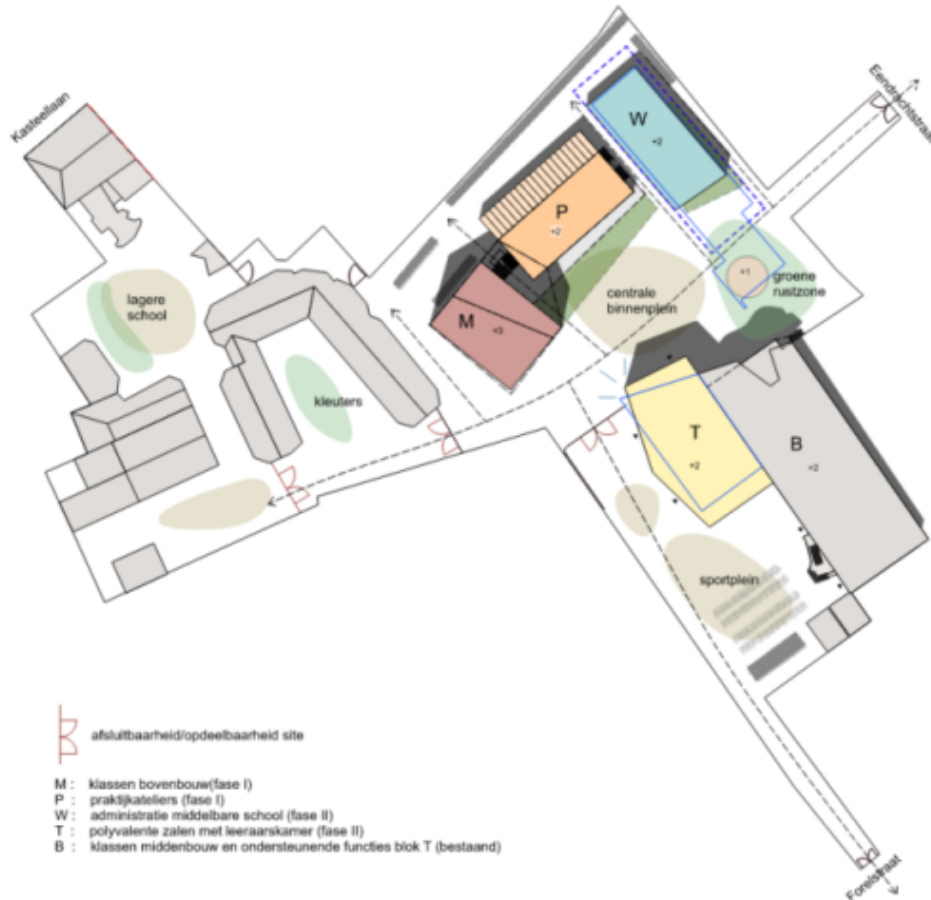 Kasteellaan
Eendrachtstraat
W
+2
P
+2
M
+3
lagere
school
kleuters
centrale
binnenplein
+1
groene
rustzone
T
+2
B
+2
sportplein
Forelstraat
afsluitbaarheid/opdeelbaarheid site
M : klassen bovenbouw(fase I)
P : praktijkateliers (fase I)
W : administratie middelbare school (fase II)
T : polyvalente zalen met leeraarskamer (fase II)
B : klassen middenbouw en ondersteunende functies blok T (bestaand)